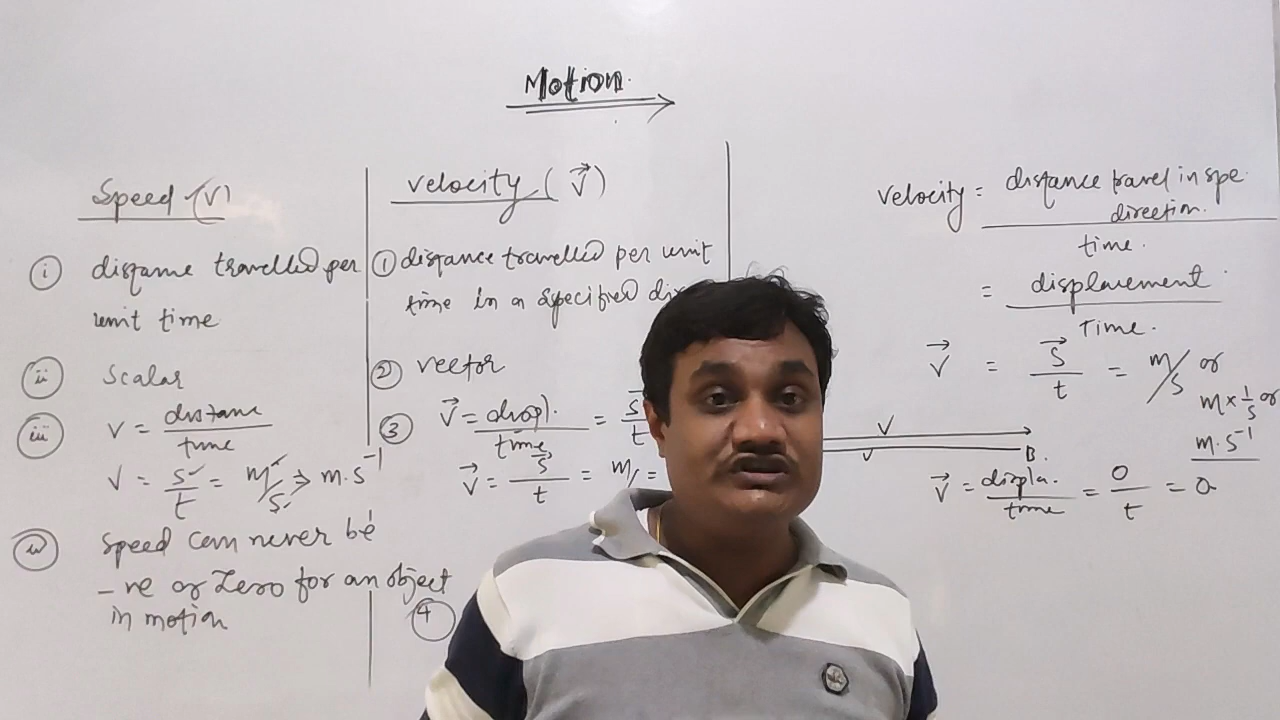 Motion.
Speed (v)
(i) distance travelled per
unit time
(ii) Scalar
(iii) v = distane
time
v = s/t = m/s ⇒ m.s⁻¹
(iv) speed can never be
-ve or Zero for an object
in motion
velocity (v⃗)
(1) distance travelled per unit
time in a specified dir
(2) vector
(3) v⃗ = displ. = s⃗
time t
v⃗ = s⃗/t = m/ =
(4)
velocity = distance travel in spe.
direction.
time.
= displacement
Time.
v⃗ = s⃗/t = m/s or
m × 1/s or
m.s⁻¹
v
v
B.
v⃗ = displa. = 0/t = 0
time